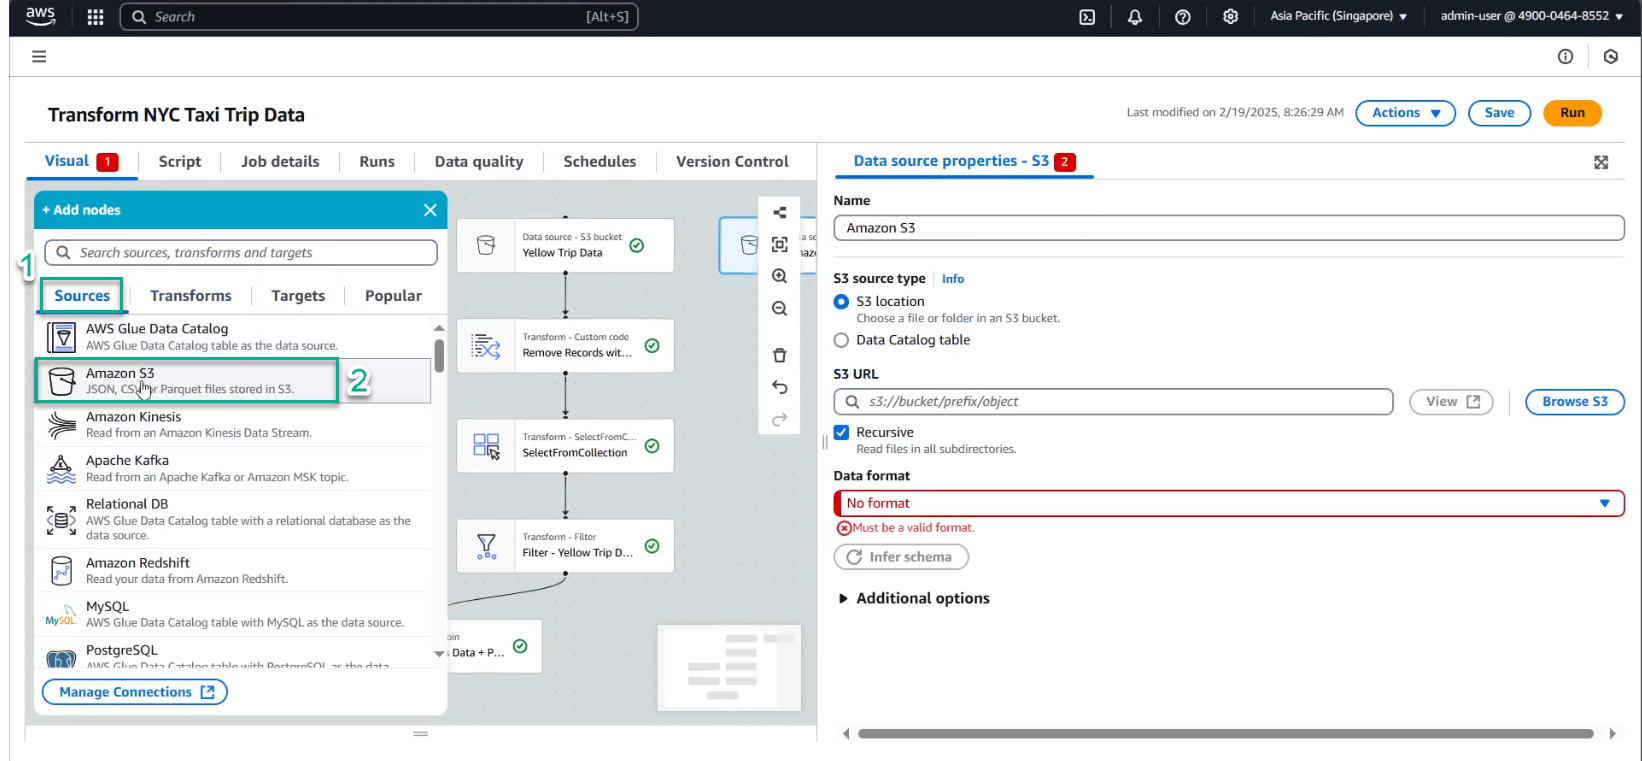 aws
Search
[Alt+S]
Asia Pacific (Singapore)
admin-user @ 4900-0464-8552
Transform NYC Taxi Trip Data
Last modified on 2/19/2025, 8:26:29 AM
Actions
Save
Run
Visual 1
Script
Job details
Runs
Data quality
Schedules
Version Control
+ Add nodes
Search sources, transforms and targets
1
Sources
Transforms
Targets
Popular
AWS Glue Data Catalog
AWS Glue Data Catalog table as the data source.
Amazon S3
JSON, CSV, or Parquet files stored in S3.
2
Amazon Kinesis
Read from an Amazon Kinesis Data Stream.
Apache Kafka
Read from an Apache Kafka or Amazon MSK topic.
Relational DB
AWS Glue Data Catalog table with a relational database as the
data source.
Amazon Redshift
Read your data from Amazon Redshift.
MySQL
MySQL
AWS Glue Data Catalog table with MySQL as the data source.
PostgreSQL
AWS Glue Data Catalog table with PostgreSQL as the data
Manage Connections
Data source - S3 bucket
Yellow Trip Data
Transform - Custom code
Remove Records wit...
Transform - SelectFromC...
SelectFromCollection
Transform - Filter
Filter - Yellow Trip D...
Data + P...
Data source properties - S3 2
Name
Amazon S3
S3 source type
Info
S3 location
Choose a file or folder in an S3 bucket.
Data Catalog table
S3 URL
s3://bucket/prefix/object
View
Browse S3
Recursive
Read files in all subdirectories.
Data format
No format
Must be a valid format.
Infer schema
Additional options